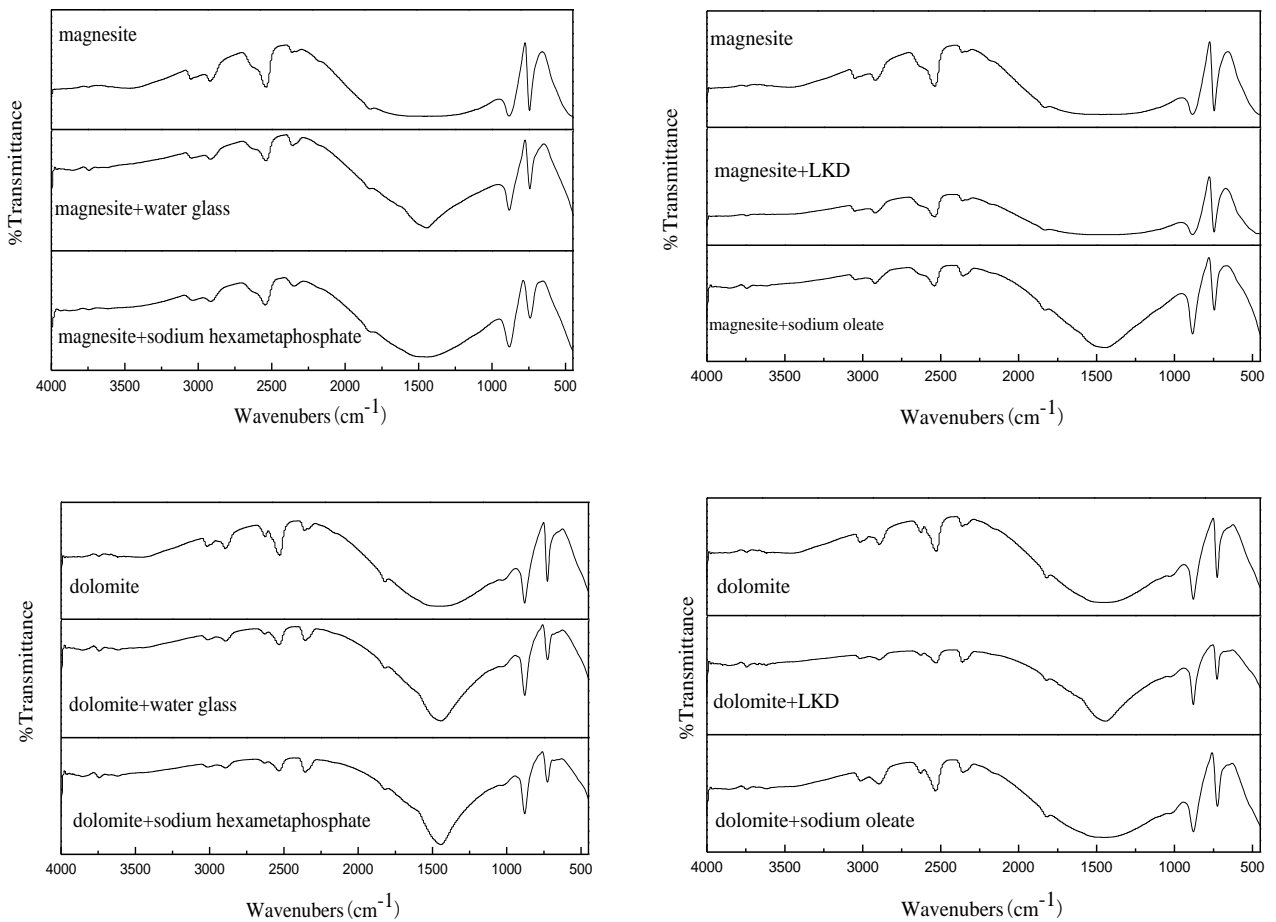 %Transmittance
magnesite
magnesite+water glass
magnesite+sodium hexametaphosphate
4000 3500 3000 2500 2000 1500 1000 500
Wavenubers (cm-1)
%Transmittance
magnesite
magnesite+LKD
magnesite+sodium oleate
4000 3500 3000 2500 2000 1500 1000 500
Wavenubers (cm-1)
%Transmittance
dolomite
dolomite+water glass
dolomite+sodium hexametaphosphate
4000 3500 3000 2500 2000 1500 1000 500
Wavenubers (cm-1)
%Transmittance
dolomite
dolomite+LKD
dolomite+sodium oleate
4000 3500 3000 2500 2000 1500 1000 500
Wavenubers (cm-1)